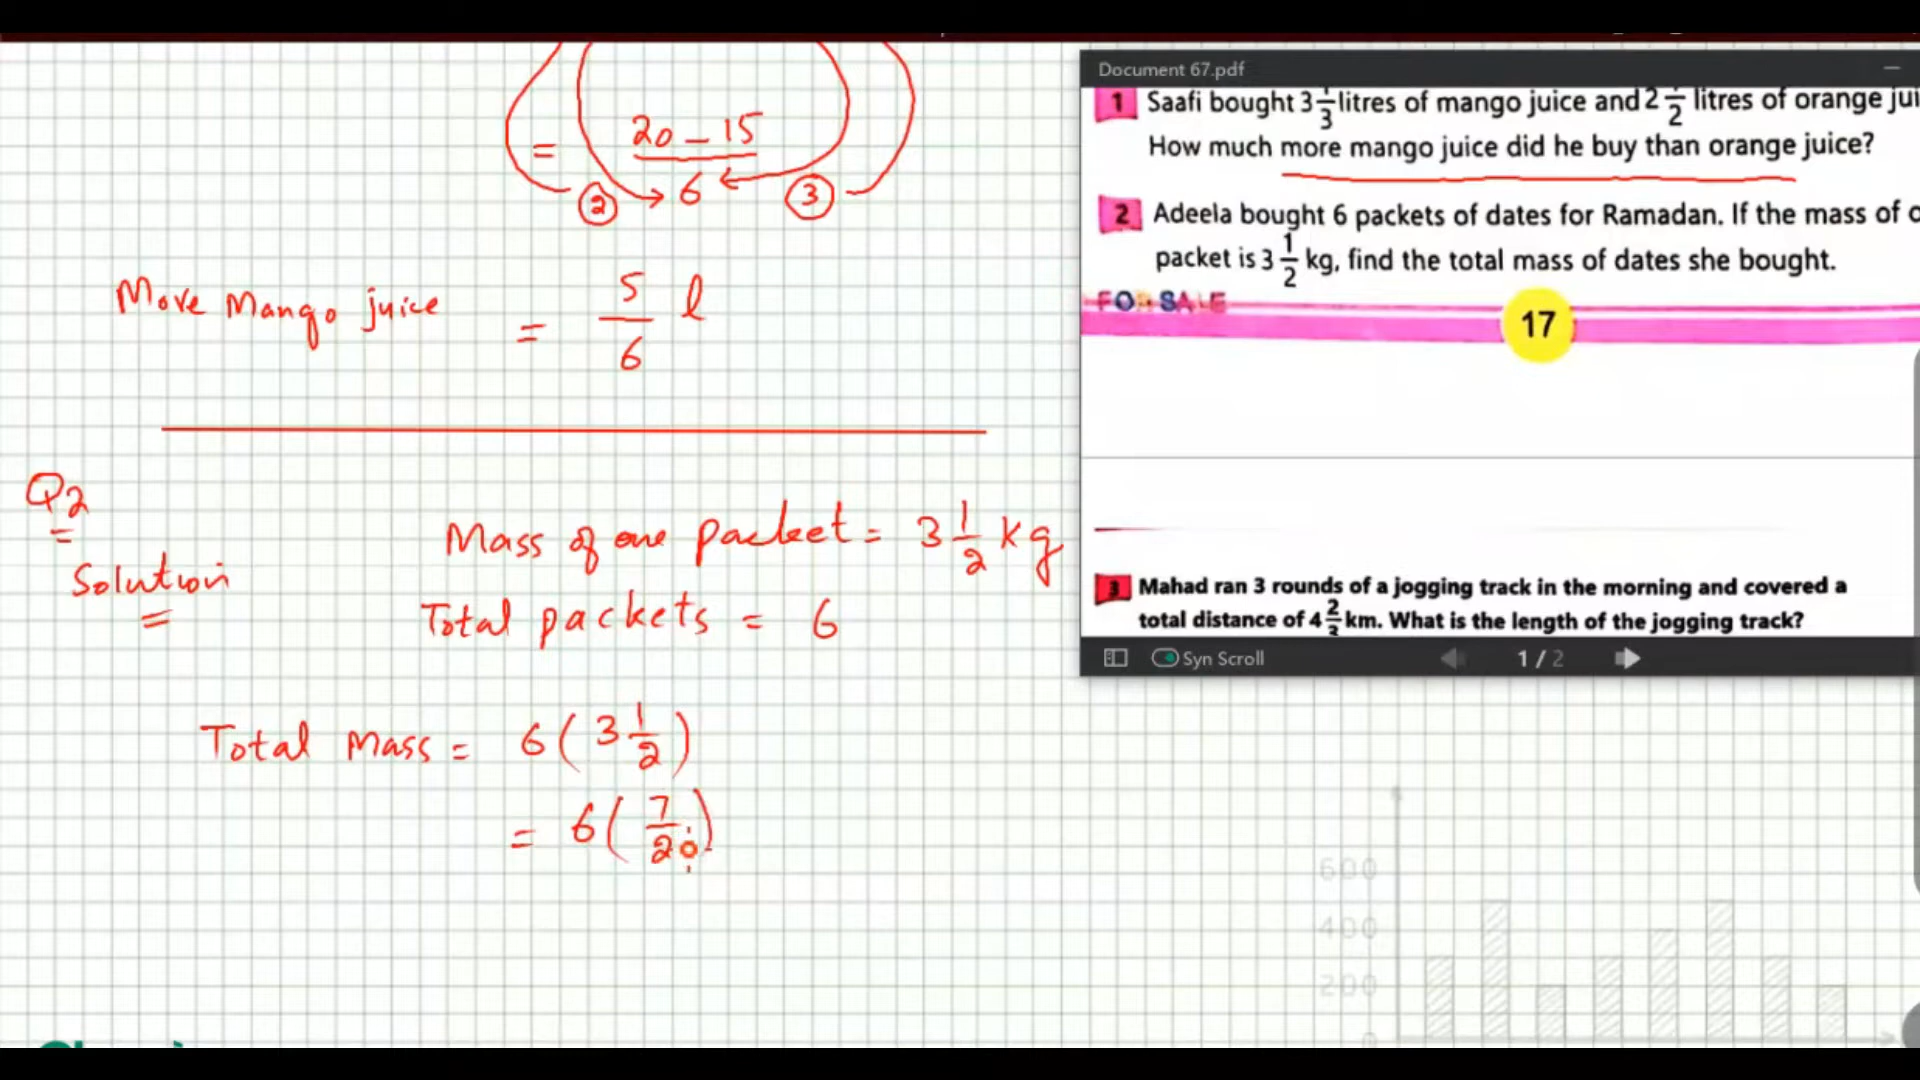 = 20 - 15
② 6 ③
More Mango juice = 5/6 l
Q2
Solution
Mass of one packet = 3 1/2 kg
Total packets = 6
Total Mass = 6 ( 3 1/2 )
= 6 ( 7/2 )
Document 67.pdf
1 Saafi bought 3 1/3 litres of mango juice and 2 1/2 litres of orange jui
How much more mango juice did he buy than orange juice?
2 Adeela bought 6 packets of dates for Ramadan. If the mass of o
packet is 3 1/2 kg, find the total mass of dates she bought.
FOR SALE
17
3 Mahad ran 3 rounds of a jogging track in the morning and covered a
total distance of 4 2/3 km. What is the length of the jogging track?
Syn Scroll 1 / 2
600
400
200
0